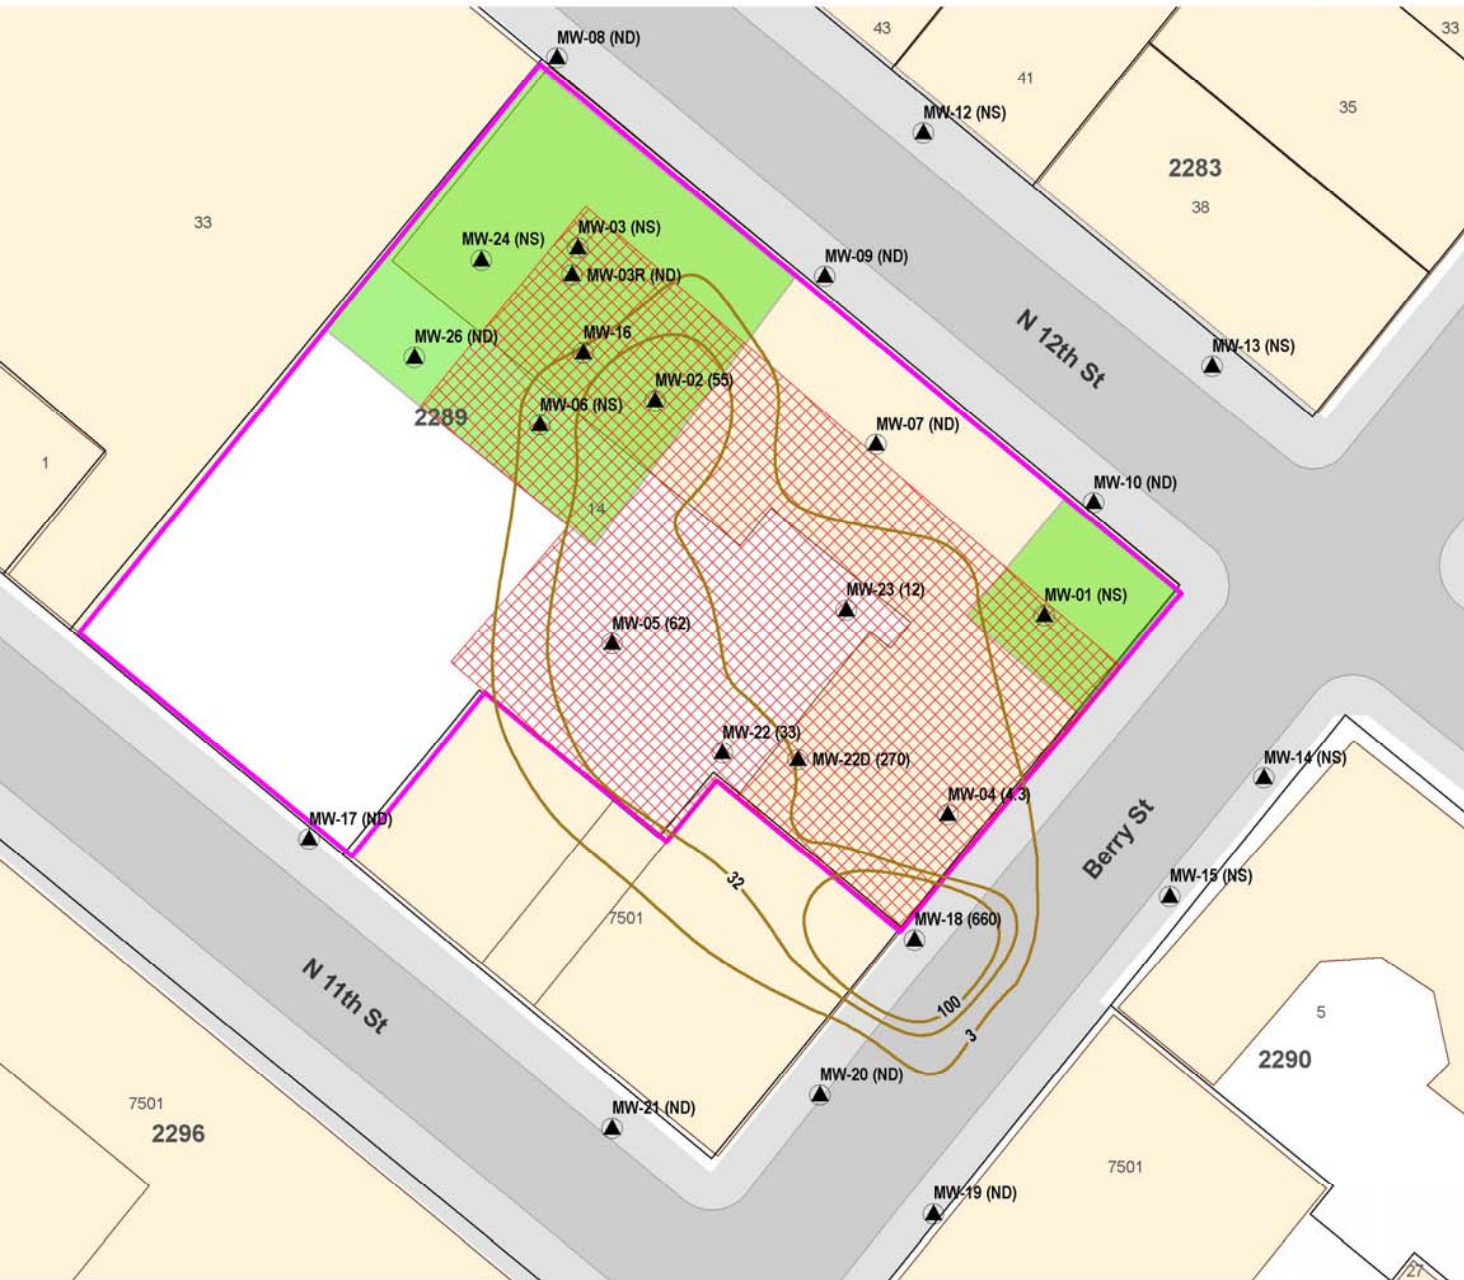 MW-08 (ND)
43
33
41
MW-12 (NS)
35
2283
38
33
MW-03 (NS)
MW-24 (NS)
MW-09 (ND)
MW-03R (ND)
MW-26 (ND)
MW-16
N 12th St
MW-13 (NS)
MW-02 (55)
MW-06 (NS)
2289
MW-07 (ND)
1
MW-10 (ND)
14
MW-23 (12)
MW-01 (NS)
MW-05 (62)
MW-22 (33)
MW-22D (270)
MW-14 (NS)
MW-04 (4.3)
MW-17 (ND)
Berry St
MW-15 (NS)
32
7501
MW-18 (660)
N 11th St
100
3
5
2290
MW-20 (ND)
7501
MW-21 (ND)
2296
7501
MW-19 (ND)
27